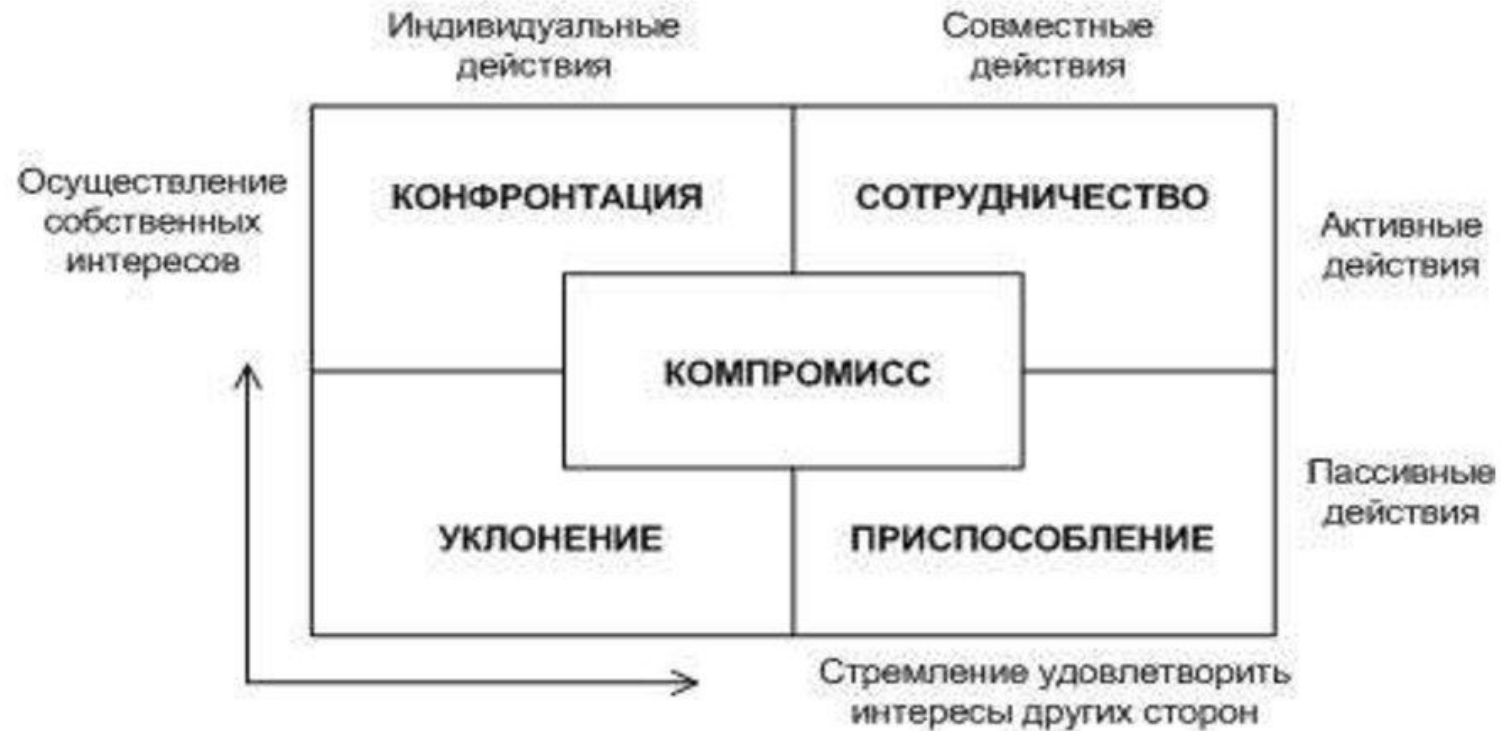 Индивидуальные
действия
Совместные
действия
Осуществление
собственных
интересов
КОНФРОНТАЦИЯ
СОТРУДНИЧЕСТВО
Активные
действия
КОМПРОМИСС
УКЛОНЕНИЕ
ПРИСПОСОБЛЕНИЕ
Пассивные
действия
Стремление удовлетворить
интересы других сторон